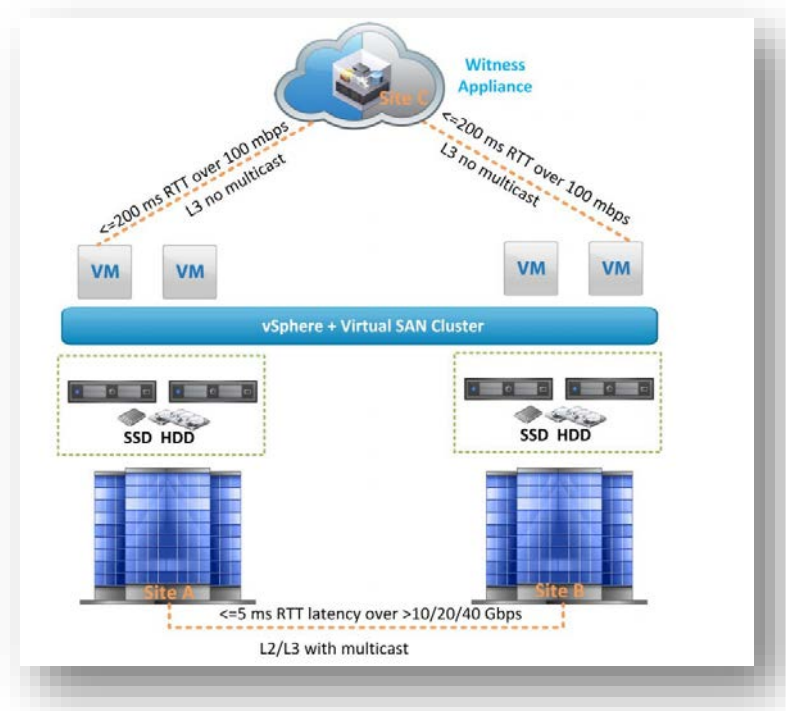 Witness
Appliance
Site C
<=200 ms RTT over 100 mbps
L3 no multicast
<=200 ms RTT over 100 mbps
L3 no multicast
VM
VM
VM
VM
vSphere + Virtual SAN Cluster
SSD HDD
SSD HDD
Site A
Site B
<=5 ms RTT latency over >10/20/40 Gbps
L2/L3 with multicast